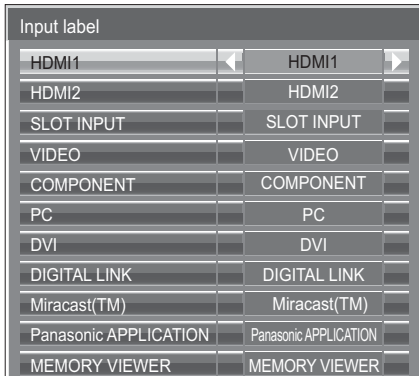 Input label
HDMI1 HDMI1
HDMI2 HDMI2
SLOT INPUT SLOT INPUT
VIDEO VIDEO
COMPONENT COMPONENT
PC PC
DVI DVI
DIGITAL LINK DIGITAL LINK
Miracast(TM) Miracast(TM)
Panasonic APPLICATION Panasonic APPLICATION
MEMORY VIEWER MEMORY VIEWER